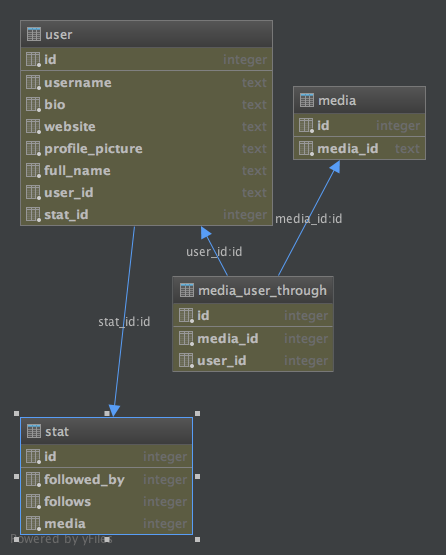 user
id integer
username text
bio text
website text
profile_picture text
full_name text
user_id text
stat_id integer
media
id integer
media_id text
media_id:id
user_id:id
media_user_through
id integer
media_id integer
user_id integer
stat_id:id
stat
id integer
followed_by integer
follows integer
media integer
Powered by yFiles